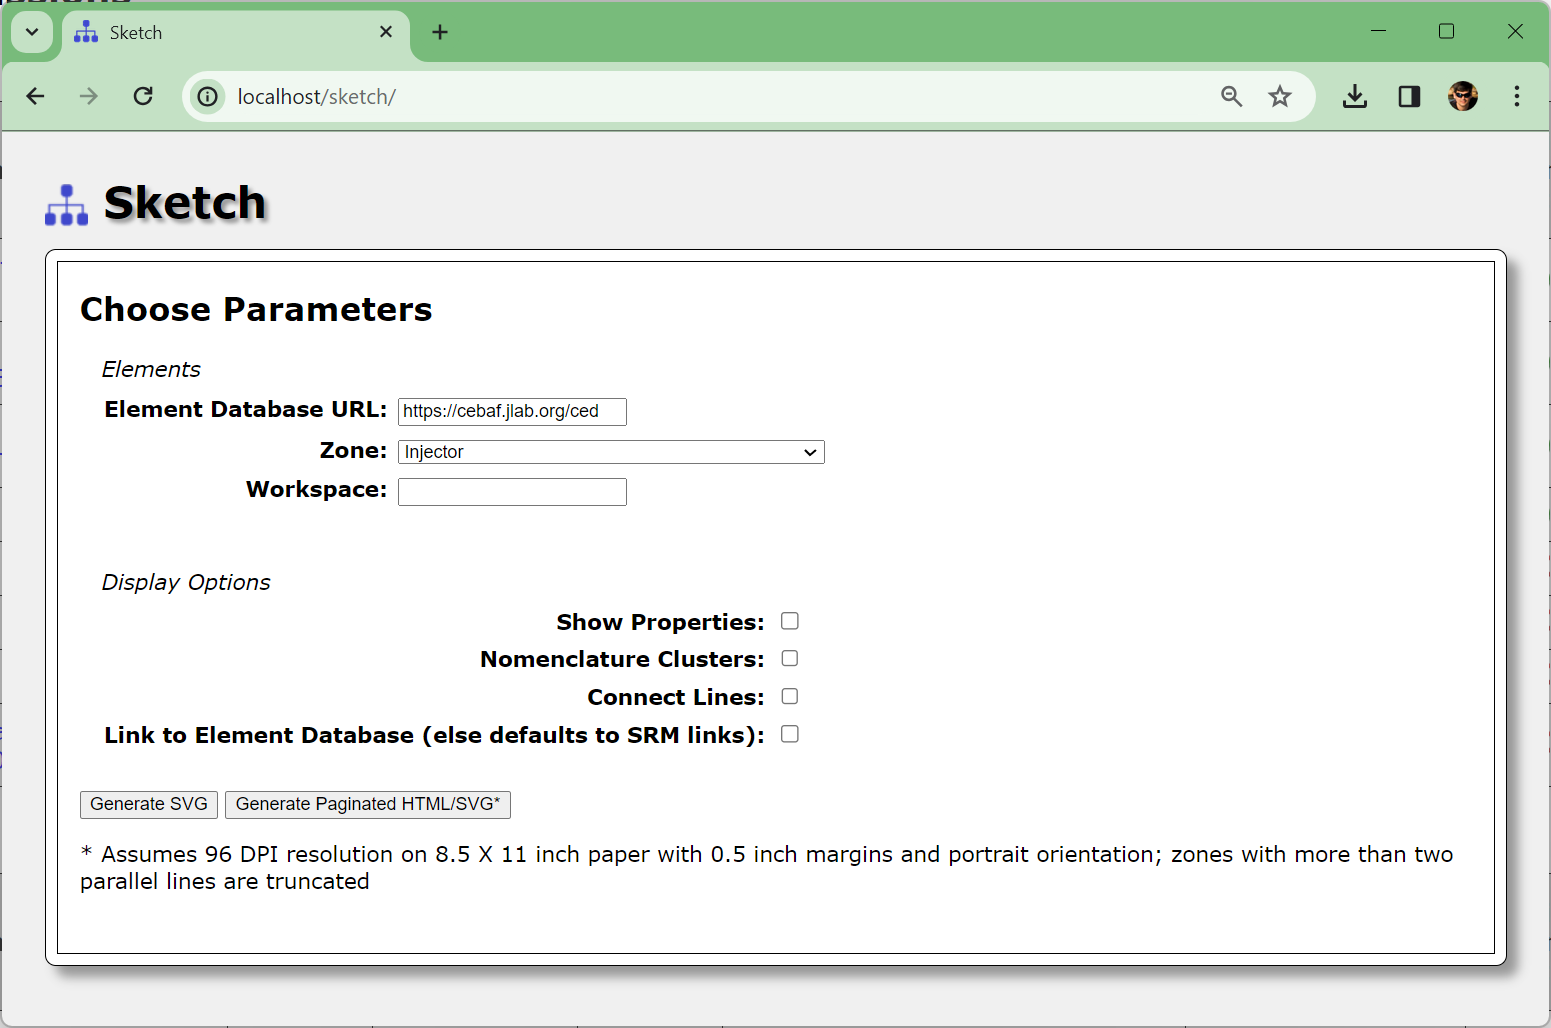 Sketch
localhost/sketch/
Sketch
Choose Parameters
Elements
Element Database URL: https://cebaf.jlab.org/ced
Zone: Injector
Workspace:
Display Options
Show Properties:
Nomenclature Clusters:
Connect Lines:
Link to Element Database (else defaults to SRM links):
Generate SVG Generate Paginated HTML/SVG*
* Assumes 96 DPI resolution on 8.5 X 11 inch paper with 0.5 inch margins and portrait orientation; zones with more than two
parallel lines are truncated